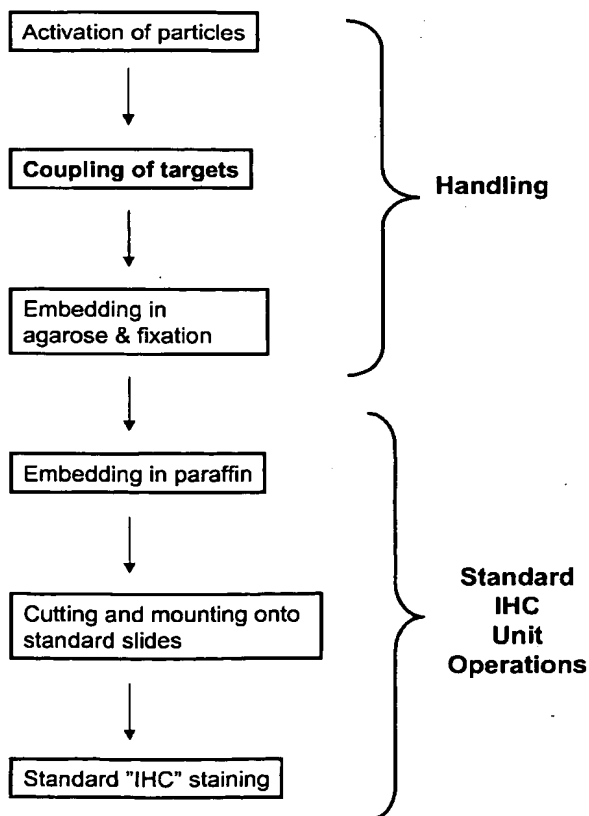 Activation of particles
Coupling of targets
Handling
Embedding in
agarose & fixation
Embedding in paraffin
Cutting and mounting onto
standard slides
Standard
IHC
Unit
Operations
Standard "IHC" staining